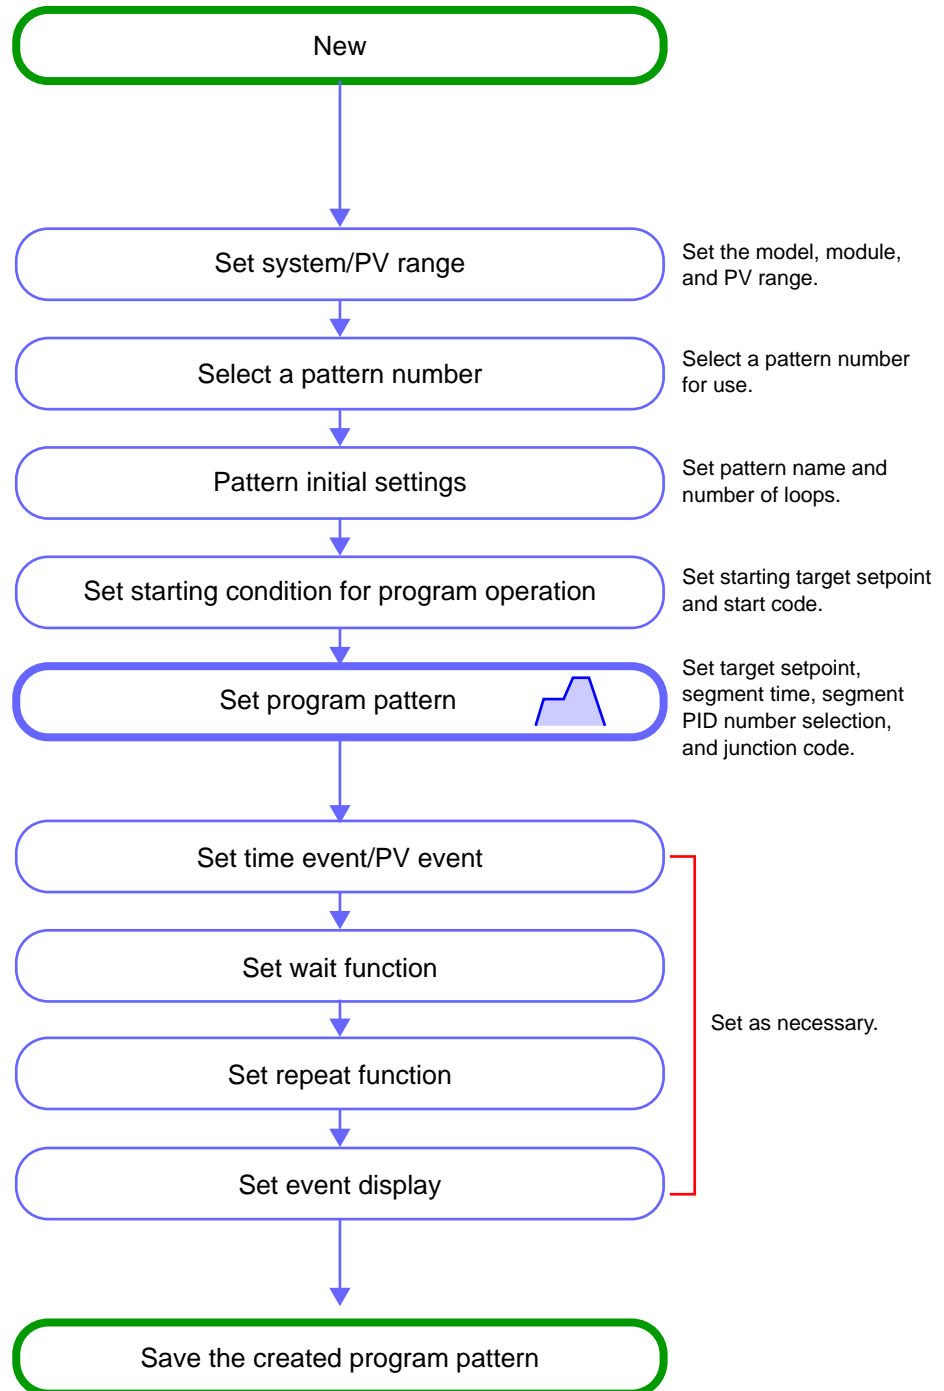 New
Set system/PV range
Set the model, module,
and PV range.
Select a pattern number
Select a pattern number
for use.
Pattern initial settings
Set pattern name and
number of loops.
Set starting condition for program operation
Set starting target setpoint
and start code.
Set program pattern
Set target setpoint,
segment time, segment
PID number selection,
and junction code.
Set time event/PV event
Set wait function
Set as necessary.
Set repeat function
Set event display
Save the created program pattern